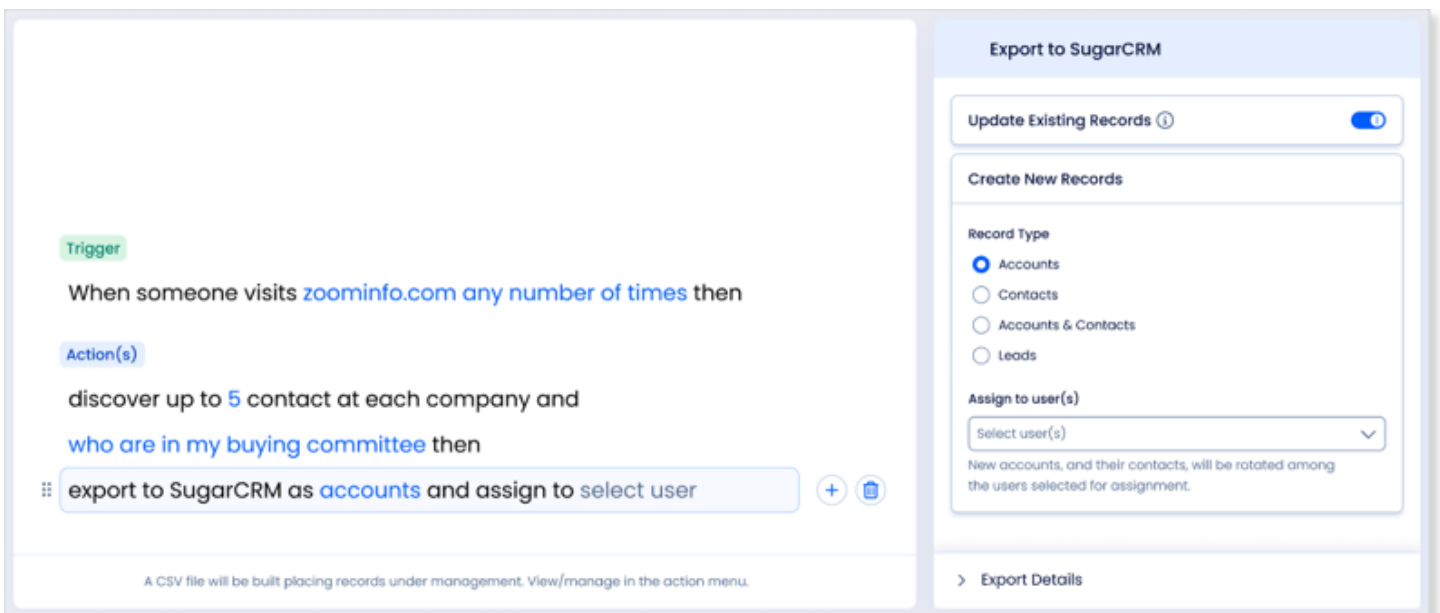 Trigger
When someone visits zoominfo.com any number of times then
Action(s)
discover up to 5 contact at each company and
who are in my buying committee then
export to SugarCRM as accounts and assign to select user
A CSV file will be built placing records under management. View/manage in the action menu.
Export to SugarCRM
Update Existing Records
Create New Records
Record Type
Accounts
Contacts
Accounts & Contacts
Leads
Assign to user(s)
Select user(s)
New accounts, and their contacts, will be rotated among
the users selected for assignment.
Export Details